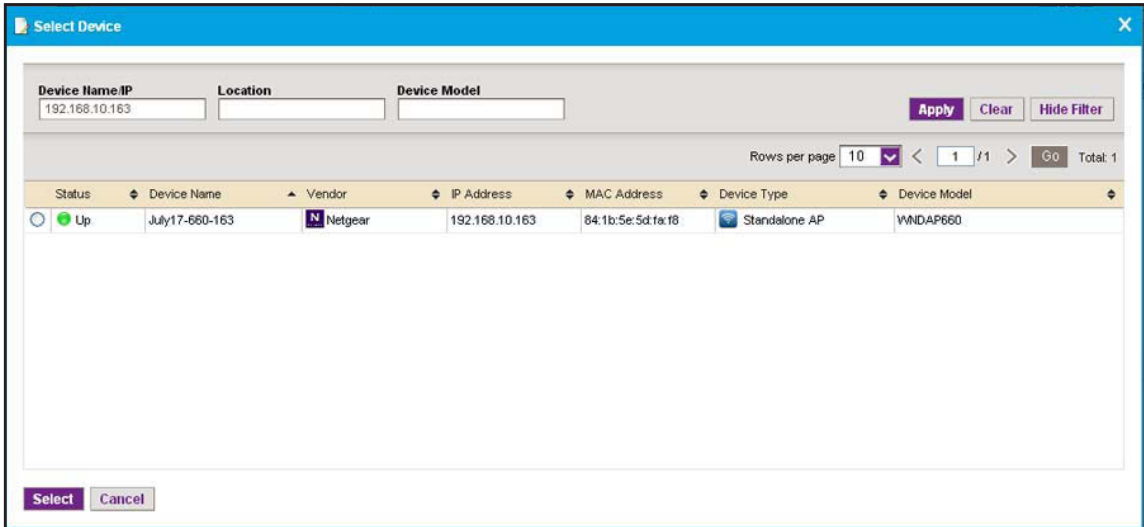 Select Device X
Device Name/IP Location Device Model
192.168.10.163
Apply Clear Hide Filter
Rows per page 10 < 1 /1 > Go Total: 1
Status Device Name Vendor IP Address MAC Address Device Type Device Model
Up July17-660-163 N Netgear 192.168.10.163 84:1b:5e:5d:fa:f8 Standalone AP WNDAP660
Select Cancel